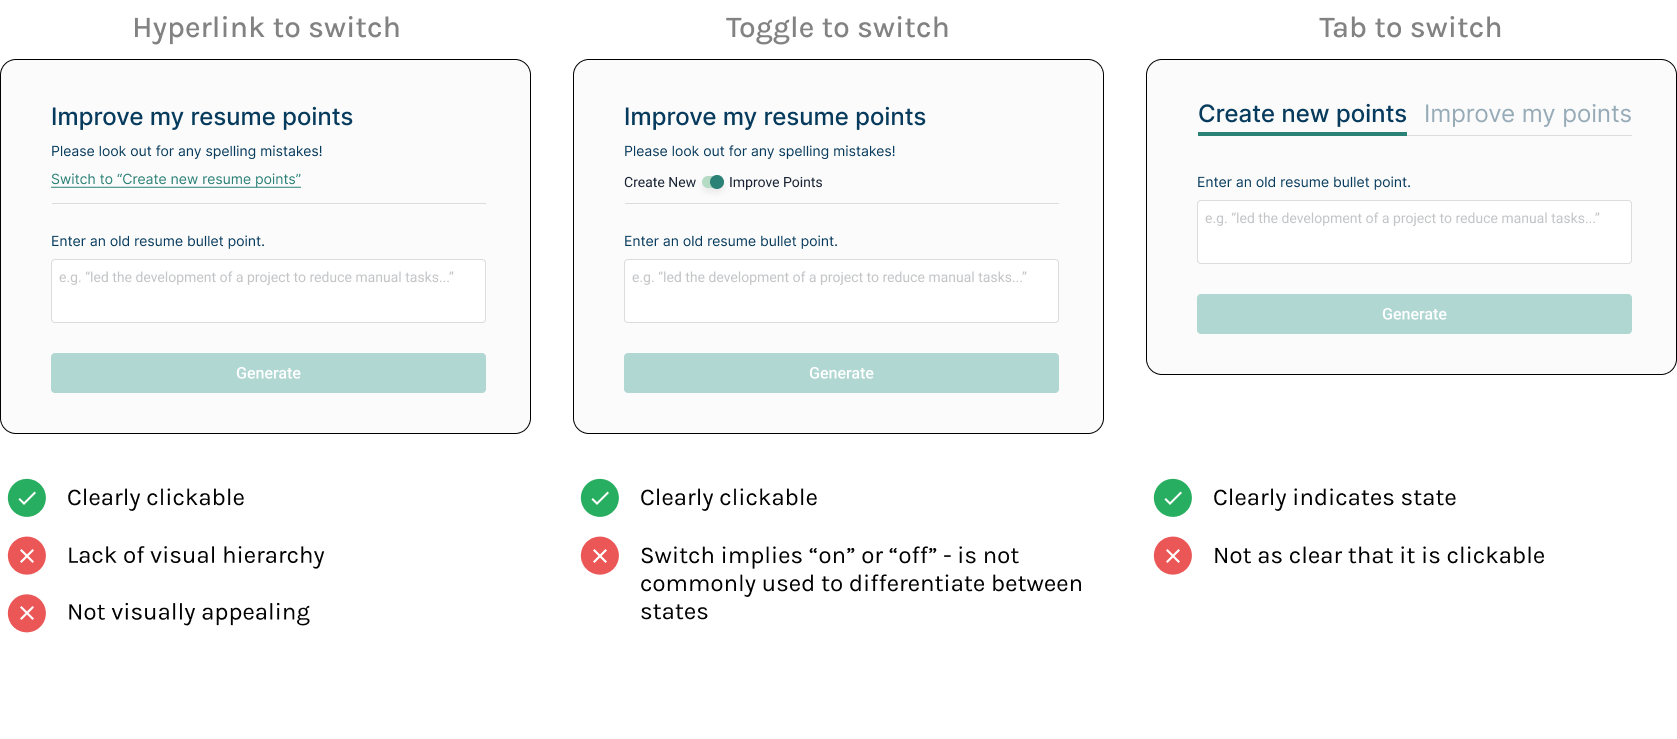 Hyperlink to switch
Improve my resume points
Please look out for any spelling mistakes!
Switch to “Create new resume points”
Enter an old resume bullet point.
e.g. “led the development of a project to reduce manual tasks...”
Generate
Clearly clickable
Lack of visual hierarchy
Not visually appealing
Toggle to switch
Improve my resume points
Please look out for any spelling mistakes!
Create New Improve Points
Enter an old resume bullet point.
e.g. “led the development of a project to reduce manual tasks...”
Generate
Clearly clickable
Switch implies “on” or “off” - is not
commonly used to differentiate between
states
Tab to switch
Create new points Improve my points
Enter an old resume bullet point.
e.g. “led the development of a project to reduce manual tasks...”
Generate
Clearly indicates state
Not as clear that it is clickable